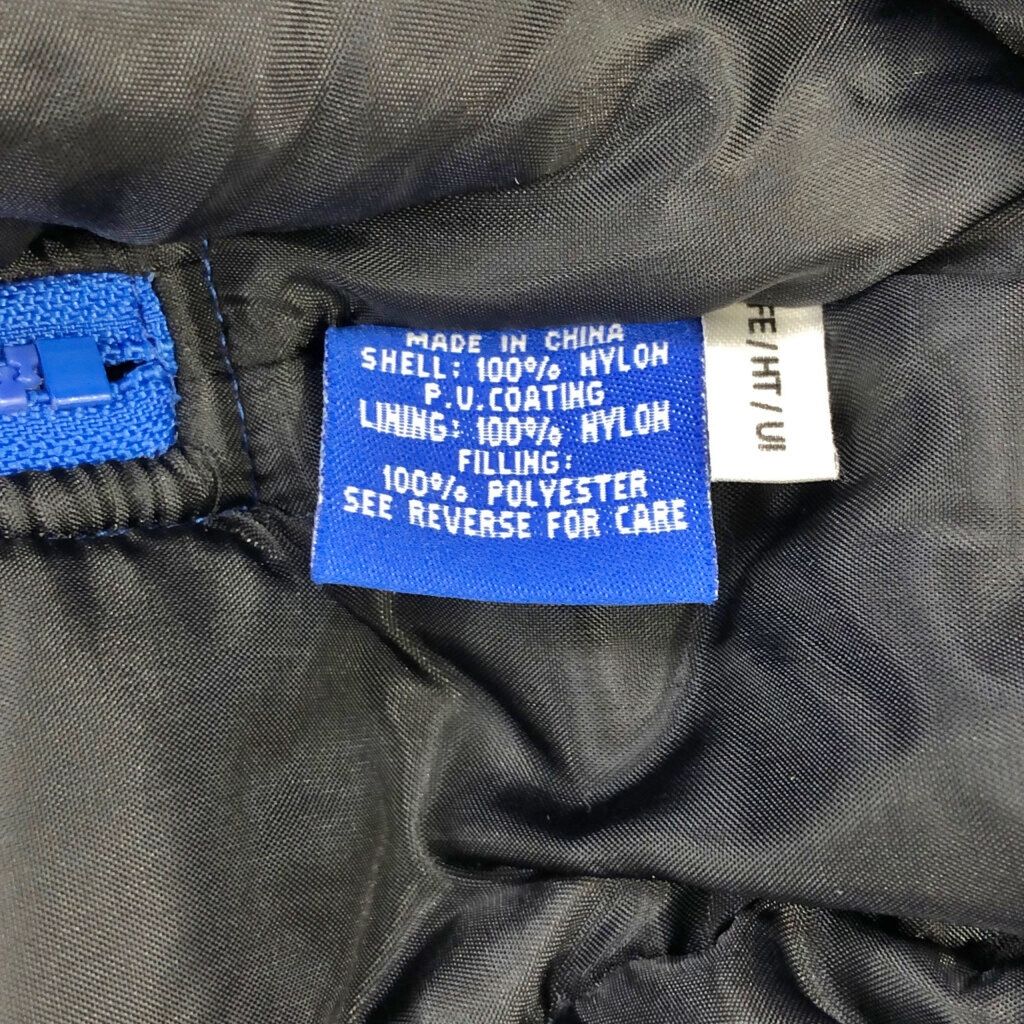 MADE IN CHINA
SHELL: 100% NYLON
P.U.COATING
LINING: 100% NYLON
FILLING:
100% POLYESTER
SEE REVERSE FOR CARE
FE/HT/UI